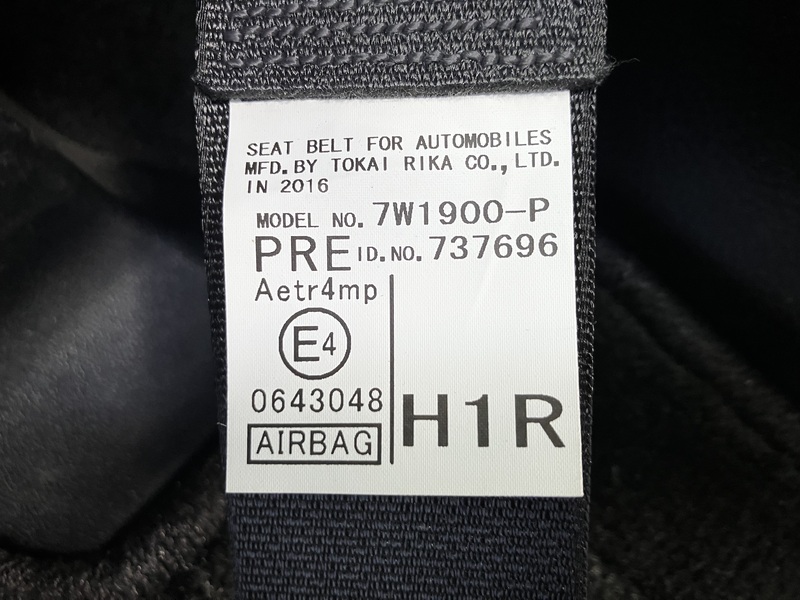 SEAT BELT FOR AUTOMOBILES
MFD. BY TOKAI RIKA CO., LTD.
IN 2016
MODEL NO. 7W1900-P
PRE ID.NO. 737696
Aetr4mp
E4
0643048
AIRBAG
H1R